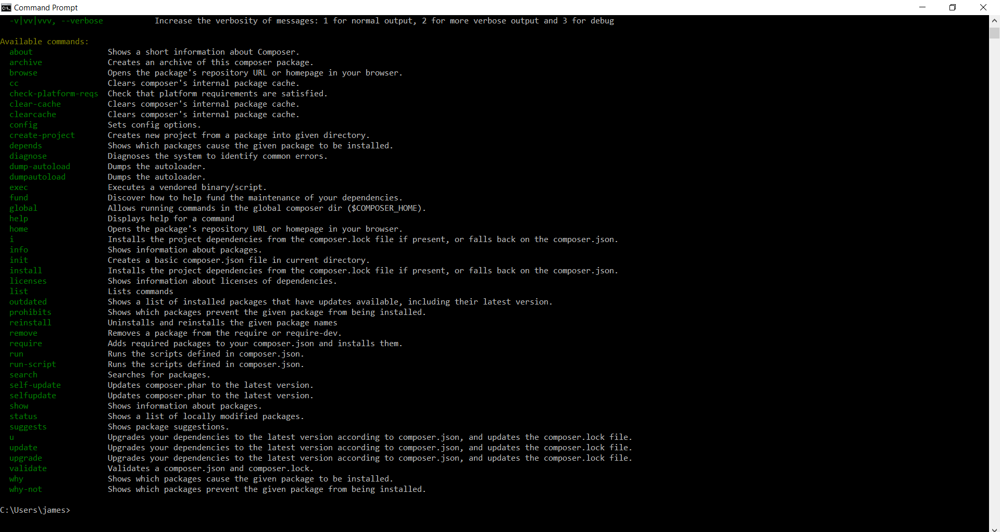 Command Prompt
-v|vv|vvv, --verbose Increase the verbosity of messages: 1 for normal output, 2 for more verbose output and 3 for debug
Available commands:
about Shows a short information about Composer.
archive Creates an archive of this composer package.
browse Opens the package's repository URL or homepage in your browser.
cc Clears composer's internal package cache.
check-platform-reqs Check that platform requirements are satisfied.
clear-cache Clears composer's internal package cache.
clearcache Clears composer's internal package cache.
config Sets config options.
create-project Creates new project from a package into given directory.
depends Shows which packages cause the given package to be installed.
diagnose Diagnoses the system to identify common errors.
dump-autoload Dumps the autoloader.
dumpautoload Dumps the autoloader.
exec Executes a vendored binary/script.
fund Discover how to help fund the maintenance of your dependencies.
global Allows running commands in the global composer dir ($COMPOSER_HOME).
help Displays help for a command
home Opens the package's repository URL or homepage in your browser.
i Installs the project dependencies from the composer.lock file if present, or falls back on the composer.json.
info Shows information about packages.
init Creates a basic composer.json file in current directory.
install Installs the project dependencies from the composer.lock file if present, or falls back on the composer.json.
licenses Shows information about licenses of dependencies.
list Lists commands
outdated Shows a list of installed packages that have updates available, including their latest version.
prohibits Shows which packages prevent the given package from being installed.
reinstall Uninstalls and reinstalls the given package names
remove Removes a package from the require or require-dev.
require Adds required packages to your composer.json and installs them.
run Runs the scripts defined in composer.json.
run-script Runs the scripts defined in composer.json.
search Searches for packages.
self-update Updates composer.phar to the latest version.
selfupdate Updates composer.phar to the latest version.
show Shows information about packages.
status Shows a list of locally modified packages.
suggests Shows package suggestions.
u Upgrades your dependencies to the latest version according to composer.json, and updates the composer.lock file.
update Upgrades your dependencies to the latest version according to composer.json, and updates the composer.lock file.
upgrade Upgrades your dependencies to the latest version according to composer.json, and updates the composer.lock file.
validate Validates a composer.json and composer.lock.
why Shows which packages cause the given package to be installed.
why-not Shows which packages prevent the given package from being installed.
C:\Users\james>